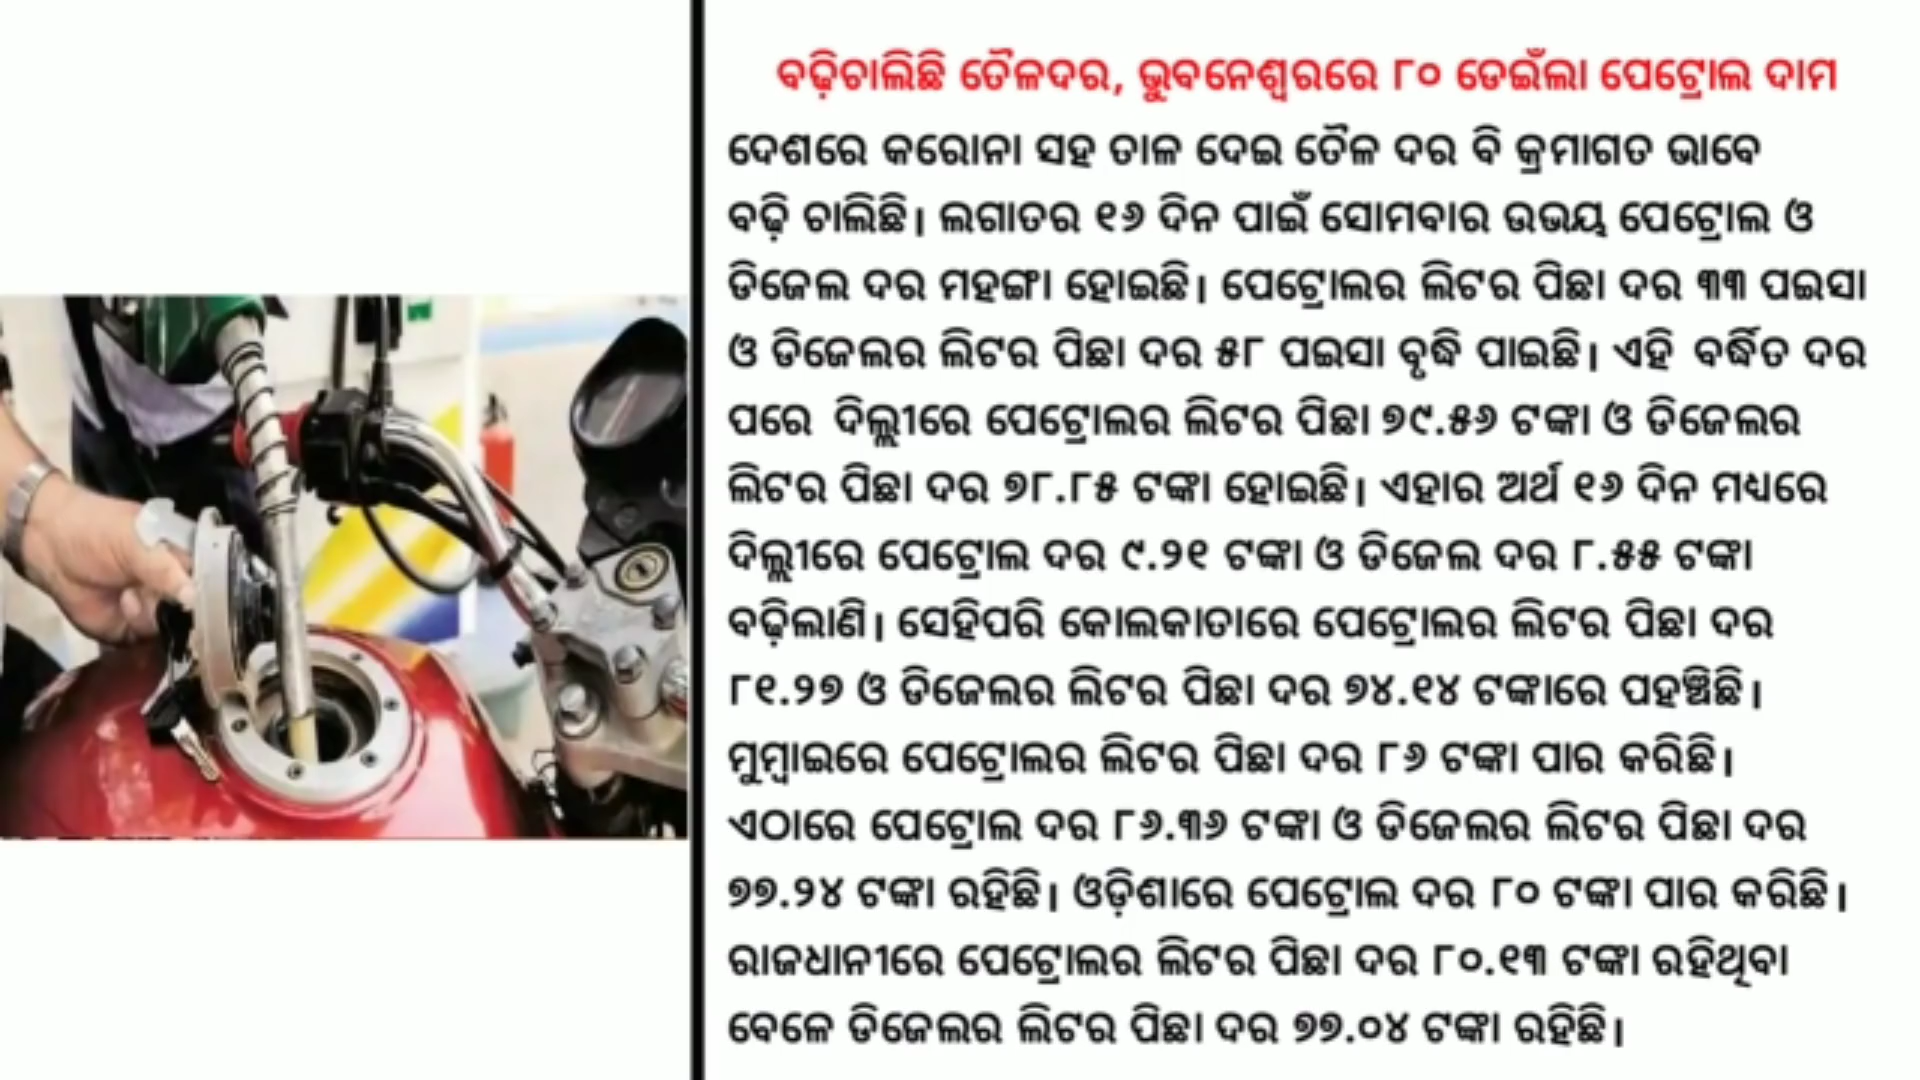 ବଢ଼ିଚାଲିଛି ତୈଳଦର, ଭୁବନେଶ୍ୱରରେ ୮୦ ଡେଇଁଲା ପେଟ୍ରୋଲ ଦାମ
ଦେଶରେ କରୋନା ସହ ତାଳ ଦେଇ ତୈଳ ଦର ବି କ୍ରମାଗତ ଭାବେ
ବଢ଼ି ଚାଲିଛି। ଲଗାତର ୧୬ ଦିନ ପାଇଁ ସୋମବାର ଉଭୟ ପେଟ୍ରୋଲ ଓ
ଡିଜେଲ ଦର ମହଙ୍ଗା ହୋଇଛି। ପେଟ୍ରୋଲର ଲିଟର ପିଛା ଦର ୩୩ ପଇସା
ଓ ଡିଜେଲର ଲିଟର ପିଛା ଦର ୫୮ ପଇସା ବୃଦ୍ଧି ପାଇଛି। ଏହି ବର୍ଦ୍ଧିତ ଦର
ପରେ ଦିଲ୍ଲୀରେ ପେଟ୍ରୋଲର ଲିଟର ପିଛା ୭୯.୫୬ ଟଙ୍କା ଓ ଡିଜେଲର
ଲିଟର ପିଛା ଦର ୭୮.୮୫ ଟଙ୍କା ହୋଇଛି। ଏହାର ଅର୍ଥ ୧୬ ଦିନ ମଧ୍ୟରେ
ଦିଲ୍ଲୀରେ ପେଟ୍ରୋଲ ଦର ୯.୨୧ ଟଙ୍କା ଓ ଡିଜେଲ ଦର ୮.୫୫ ଟଙ୍କା
ବଢ଼ିଲାଣି। ସେହିପରି କୋଲକାତାରେ ପେଟ୍ରୋଲର ଲିଟର ପିଛା ଦର
୮୧.୨୭ ଓ ଡିଜେଲର ଲିଟର ପିଛା ଦର ୭୪.୧୪ ଟଙ୍କାରେ ପହଞ୍ଚିଛି।
ମୁମ୍ବାଇରେ ପେଟ୍ରୋଲର ଲିଟର ପିଛା ଦର ୮୬ ଟଙ୍କା ପାର କରିଛି।
ଏଠାରେ ପେଟ୍ରୋଲ ଦର ୮୬.୩୬ ଟଙ୍କା ଓ ଡିଜେଲର ଲିଟର ପିଛା ଦର
୭୭.୨୪ ଟଙ୍କା ରହିଛି। ଓଡ଼ିଶାରେ ପେଟ୍ରୋଲ ଦର ୮୦ ଟଙ୍କା ପାର କରିଛି।
ରାଜଧାନୀରେ ପେଟ୍ରୋଲର ଲିଟର ପିଛା ଦର ୮୦.୧୩ ଟଙ୍କା ରହିଥିବା
ବେଳେ ଡିଜେଲର ଲିଟର ପିଛା ଦର ୭୭.୦୪ ଟଙ୍କା ରହିଛି।